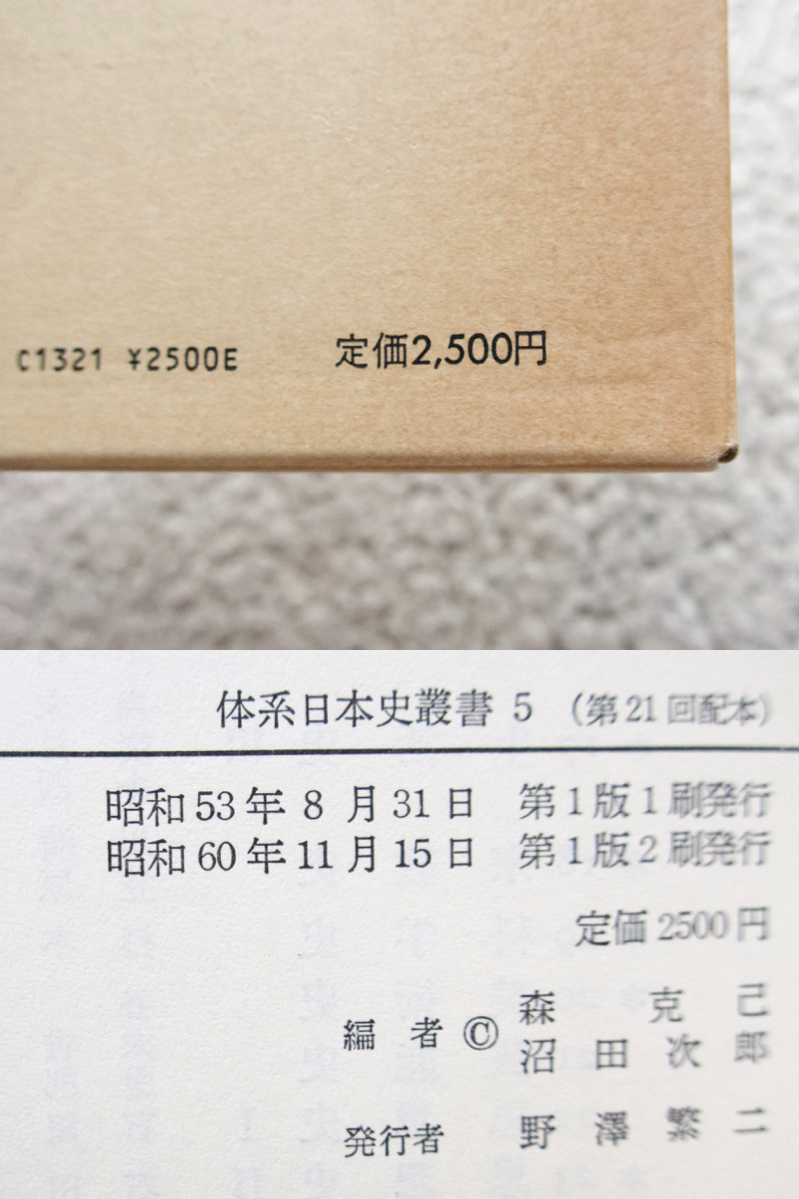 C1321 ¥2500E 定価2,500円
体系日本史叢書 5 (第21回配本)
昭和53年8月31日 第1版1刷発行
昭和60年11月15日 第1版2刷発行
定価2500円
編者 © 森克己
沼田次郎
発行者 野澤繁二